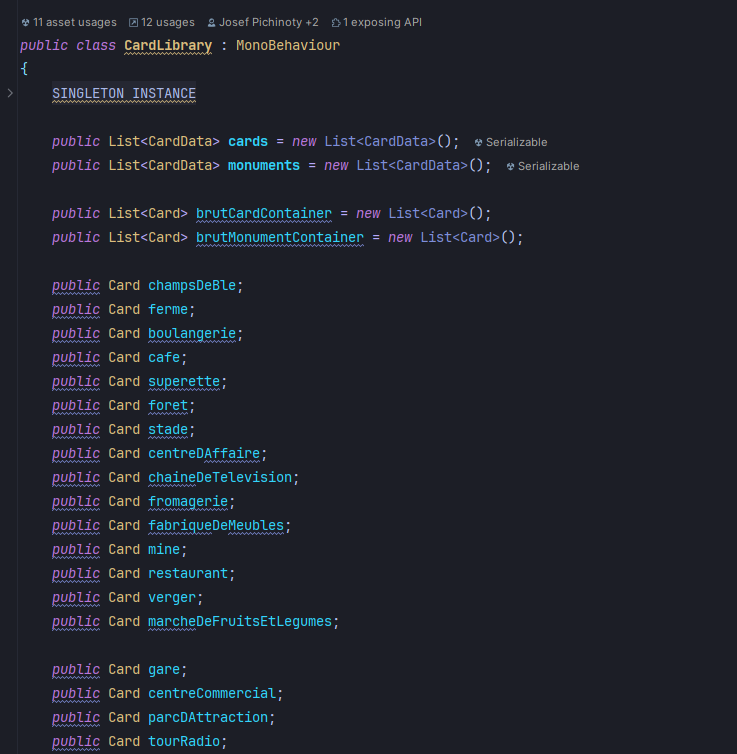 11 asset usages 12 usages Josef Pichinoty +2 1 exposing API
public class CardLibrary : MonoBehaviour
{
SINGLETON INSTANCE
public List<CardData> cards = new List<CardData>(); Serializable
public List<CardData> monuments = new List<CardData>(); Serializable
public List<Card> brutCardContainer = new List<Card>();
public List<Card> brutMonumentContainer = new List<Card>();
public Card champsDeBle;
public Card ferme;
public Card boulangerie;
public Card cafe;
public Card superette;
public Card foret;
public Card stade;
public Card centreDAffaire;
public Card chaineDeTelevision;
public Card fromagerie;
public Card fabriqueDeMeubles;
public Card mine;
public Card restaurant;
public Card verger;
public Card marcheDeFruitsEtLegumes;
public Card gare;
public Card centreCommercial;
public Card parcDAttraction;
public Card tourRadio;